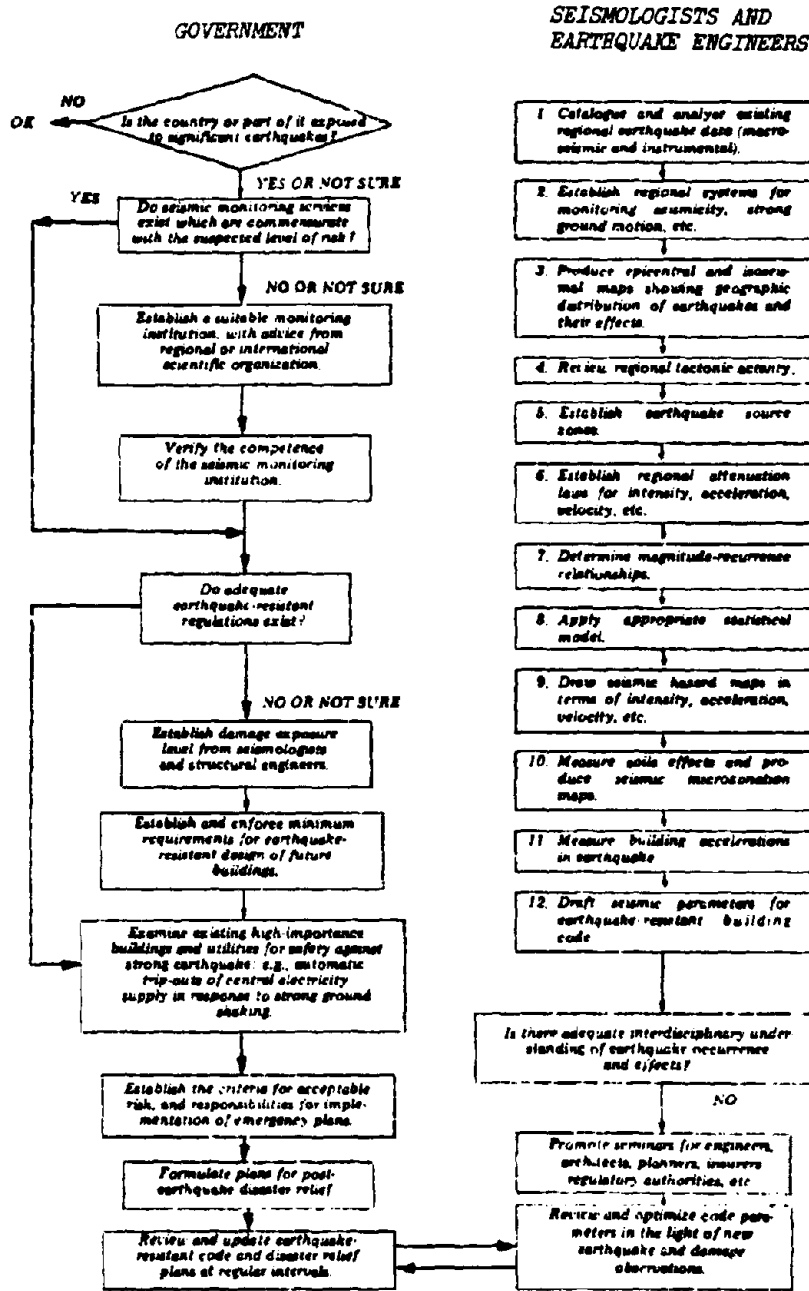 GOVERNMENT
NO
OK
Is the country or part of it exposed
to significant earthquakes?
YES OR NOT SURE
YES
Do seismic monitoring services
exist which are commensurate
with the suspected level of risk?
NO OR NOT SURE
Establish a suitable monitoring
institution, with advice from
regional or international
scientific organization.
Verify the competence
of the seismic monitoring
institution.
Do adequate
earthquake-resistant
regulations exist?
NO OR NOT SURE
Establish damage exposure
level from seismologists
and structural engineers.
Establish and enforce minimum
requirements for earthquake-
resistant design of future
buildings.
Examine existing high-importance
buildings and utilities for safety against
strong earthquake: e.g., automatic
trip-outs of central electricity
supply in response to strong ground
shaking.
Establish the criteria for acceptable
risk, and responsibilities for imple-
mentation of emergency plans.
Formulate plans for post-
earthquake disaster relief
Review and update earthquake-
resistant code and disaster relief
plans at regular intervals.
SEISMOLOGISTS AND
EARTHQUAKE ENGINEERS
1 Catalogue and analyse existing
regional earthquake data (macro-
seismic and instrumental).
2. Establish regional systems for
monitoring seismicity, strong
ground motion, etc.
3. Produce epicentral and isoseis-
mal maps showing geographic
distribution of earthquakes and
their effects.
4. Review regional tectonic activity.
5. Establish earthquake source
zones.
6. Establish regional attenuation
laws for intensity, acceleration,
velocity, etc.
7. Determine magnitude-recurrence
relationships.
8. Apply appropriate statistical
model.
9. Draw seismic hazard maps in
terms of intensity, acceleration,
velocity, etc.
10. Measure soils effects and pro-
duce seismic microzonation
maps.
11 Measure building accelerations
in earthquake
12. Draft seismic parameters for
earthquake-resistant building
code
Is there adequate interdisciplinary under-
standing of earthquake occurrence
and effects?
NO
Promote seminars for engineers,
architects, planners, insurers
regulatory authorities, etc
Review and optimize code para-
meters in the light of new
earthquake and damage
observations.